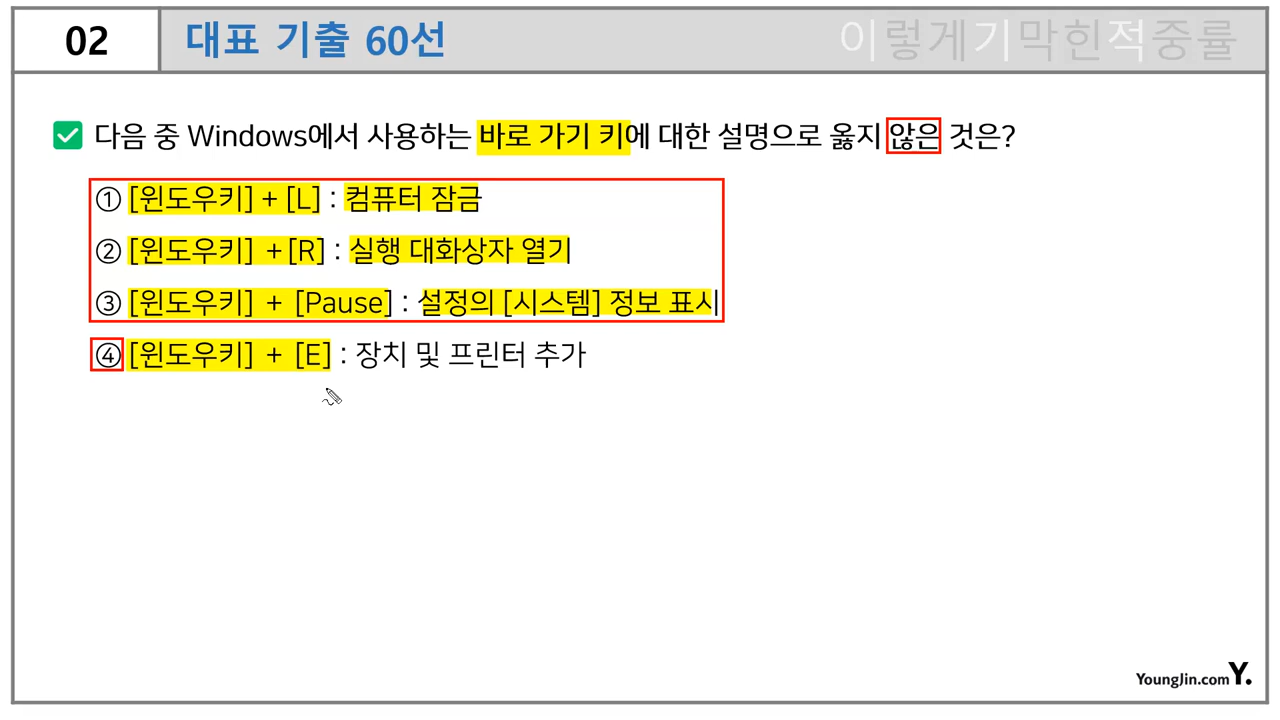 02
대표 기출 60선
이렇게기막힌적중률
다음 중 Windows에서 사용하는 바로 가기 키에 대한 설명으로 옳지 않은 것은?
① [윈도우키] + [L] : 컴퓨터 잠금
② [윈도우키] +[R] : 실행 대화상자 열기
③ [윈도우키] + [Pause] : 설정의 [시스템] 정보 표시
④ [윈도우키] + [E] : 장치 및 프린터 추가
YoungJin.com Y.